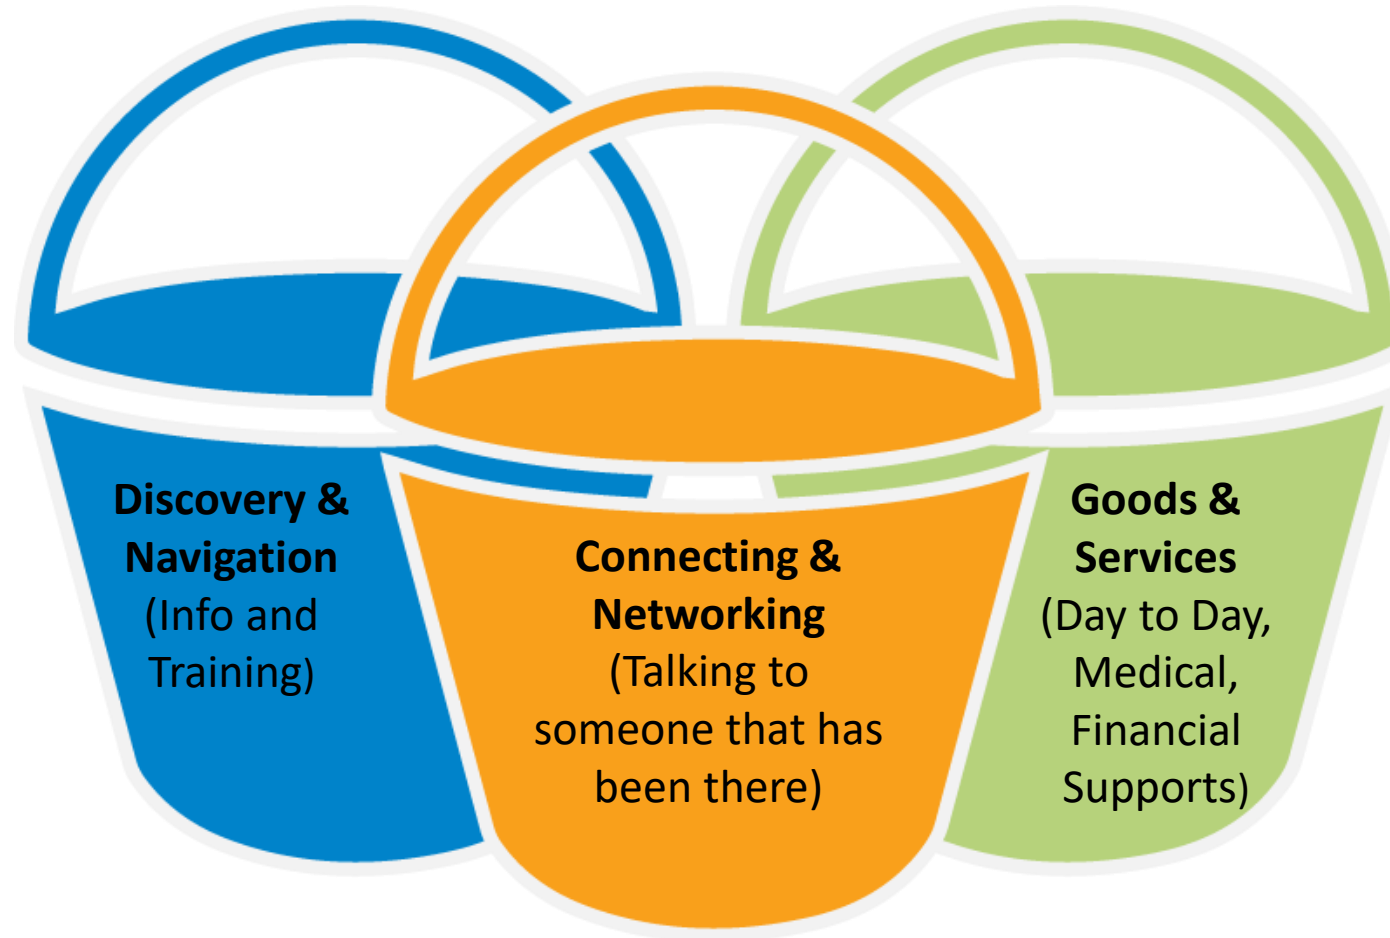 Discovery &
Navigation
(Info and
Training)
Connecting &
Networking
(Talking to
someone that has
been there)
Goods &
Services
(Day to Day,
Medical,
Financial
Supports)